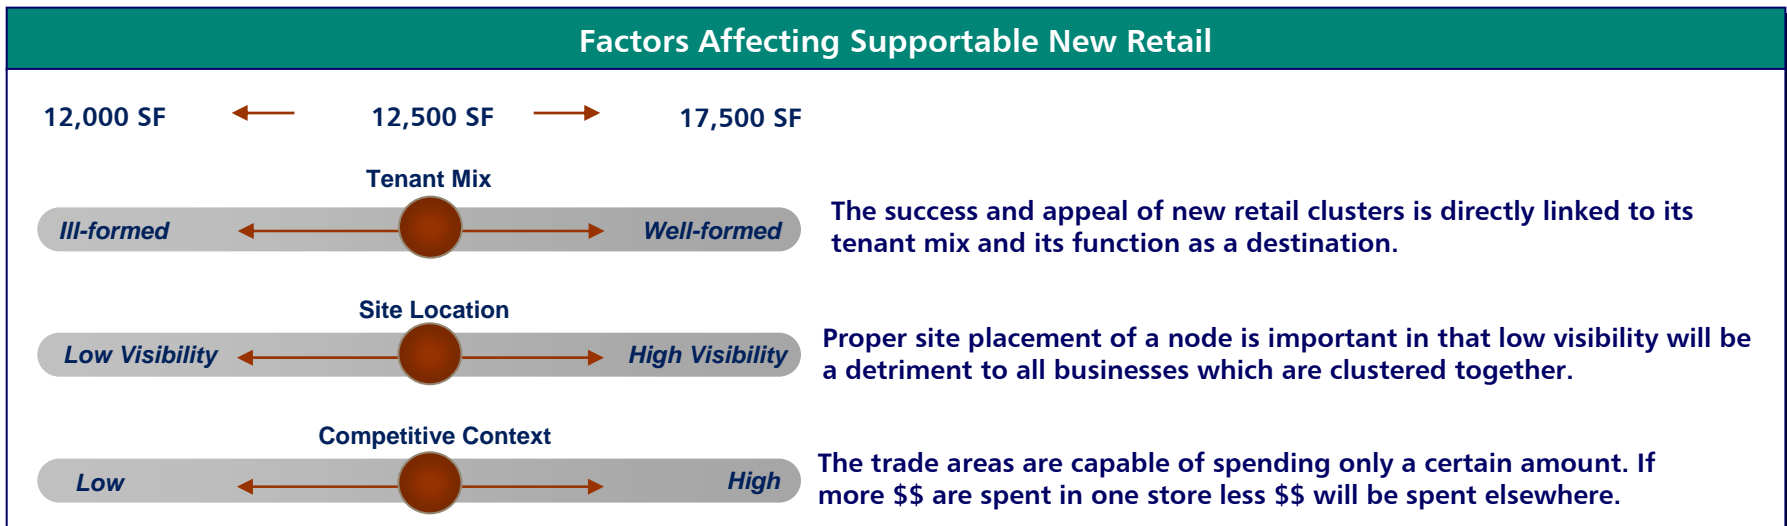 Factors Affecting Supportable New Retail
12,000 SF 12,500 SF 17,500 SF
Tenant Mix
Ill-formed Well-formed
The success and appeal of new retail clusters is directly linked to its
tenant mix and its function as a destination.
Site Location
Low Visibility High Visibility
Proper site placement of a node is important in that low visibility will be
a detriment to all businesses which are clustered together.
Competitive Context
Low High
The trade areas are capable of spending only a certain amount. If
more $$ are spent in one store less $$ will be spent elsewhere.